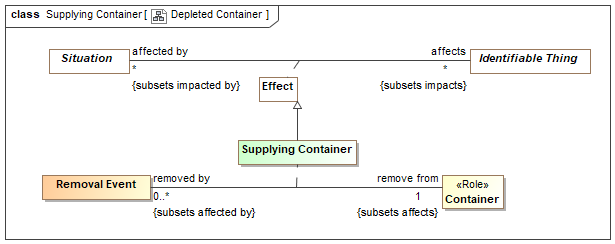 class Supplying Container [ Depleted Container ]
affected by
affects
Situation
Identifiable Thing
*
*
{subsets impacted by}
Effect
{subsets impacts}
Supplying Container
removed by
remove from
Removal Event
«Role»
Container
0..*
1
{subsets affected by}
{subsets affects}